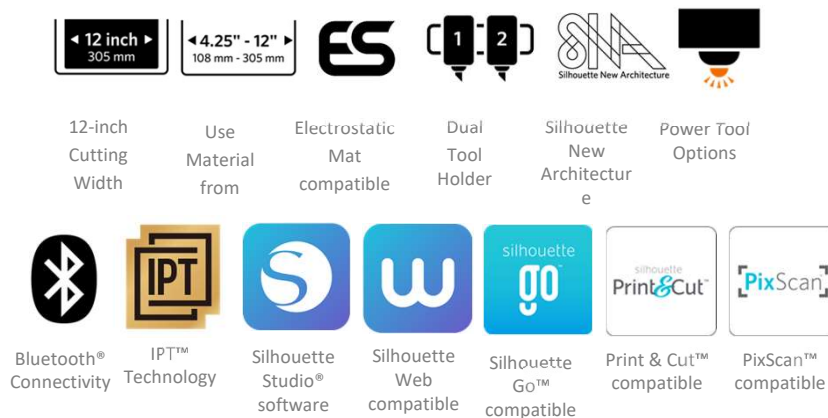 12 inch
305 mm
4.25" - 12"
108 mm - 305 mm
ES
1 2
SNA
Silhouette New Architecture
12-inch
Cutting
Width
Use
Material
from
Electrostatic
Mat
compatible
Dual
Tool
Holder
Silhouette
New
Architectur
e
Power Tool
Options
IPT
S
w
silhouette
go
silhouette
Print&Cut™
[PixScan]
Bluetooth®
Connectivity
IPT™
Technology
Silhouette
Studio®
software
Silhouette
Web
compatible
Silhouette
Go™
compatible
Print & Cut™
compatible
PixScan™
compatible